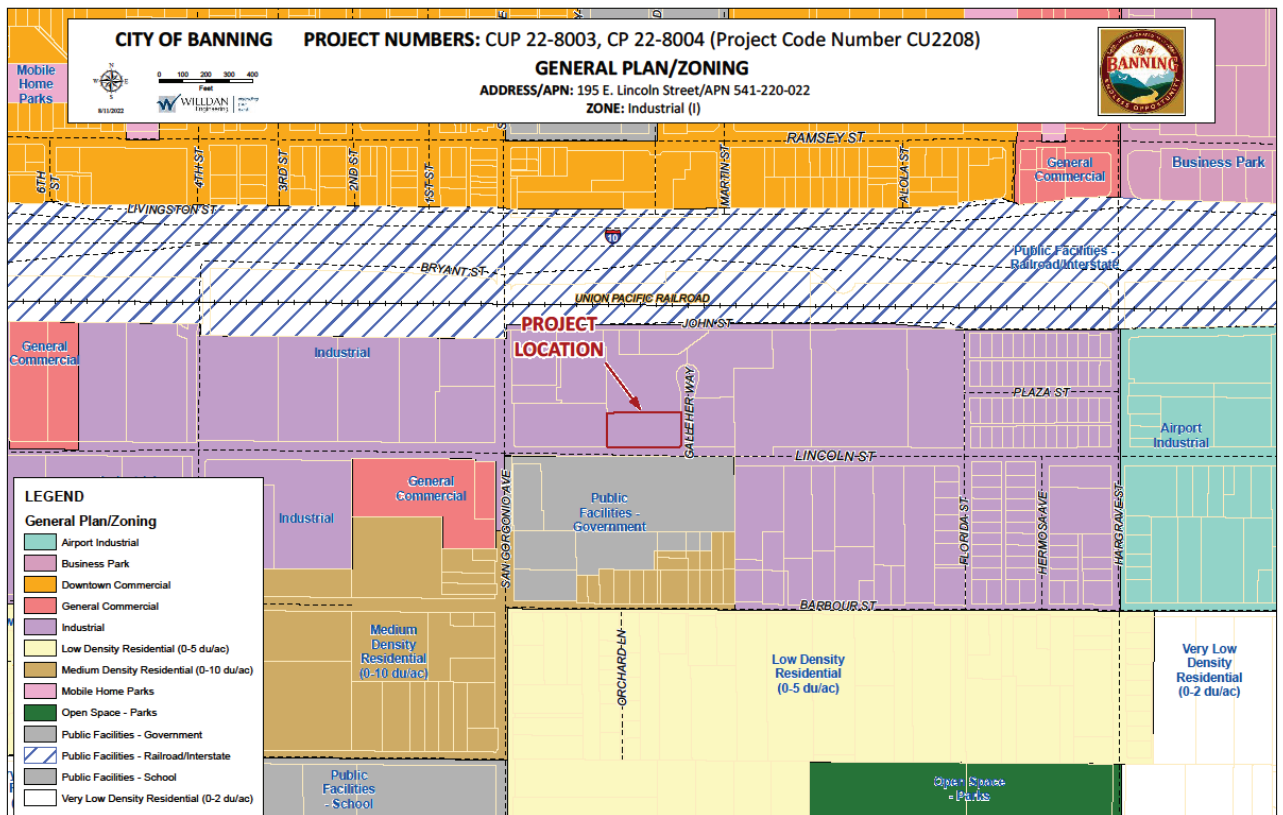 CITY OF BANNING PROJECT NUMBERS: CUP 22-8003, CP 22-8004 (Project Code Number CU2208)
GENERAL PLAN/ZONING
ADDRESS/APN: 195 E. Lincoln Street/APN 541-220-022
ZONE: Industrial (I)
N
W
E
S
8/11/2022
0 100 200 300 400
Feet
WILLDAN
Engineering
City of
BANNING
ENDLESS OPPORTUNITY
Mobile
Home
Parks
RAMSEY ST
6TH
ST
4TH ST
3RD ST
2ND ST
1ST ST
MARTIN ST
ALOLA ST
General
Commercial
Business Park
LIVINGSTON ST
10
BRYANT ST
Public Facilities -
Railroad/Interstate
UNION PACIFIC RAILROAD
JOHN ST
PROJECT
LOCATION
General
Commercial
Industrial
GALLEHER WAY
PLAZA ST
Airport
Industrial
LINCOLN ST
SAN GORGONIO AVE
General
Commercial
Industrial
Public
Facilities -
Government
FLORIDA ST
HERMOSA AVE
HARGRAVE ST
BARBOUR ST
Medium
Density
Residential
(0-10 du/ac)
ORCHARD LN
Low Density
Residential
(0-5 du/ac)
Very Low
Density
Residential
(0-2 du/ac)
Public
Facilities
- School
Open Space
- Parks
LEGEND
General Plan/Zoning
Airport Industrial
Business Park
Downtown Commercial
General Commercial
Industrial
Low Density Residential (0-5 du/ac)
Medium Density Residential (0-10 du/ac)
Mobile Home Parks
Open Space - Parks
Public Facilities - Government
Public Facilities - Railroad/Interstate
Public Facilities - School
Very Low Density Residential (0-2 du/ac)